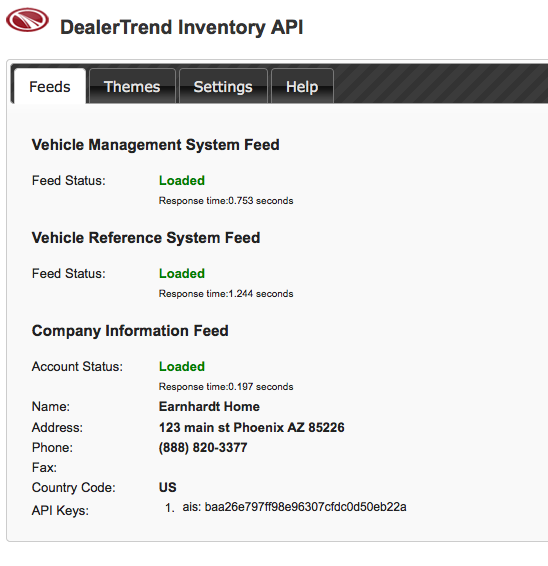 DealerTrend Inventory API
Feeds Themes Settings Help
Vehicle Management System Feed
Feed Status: Loaded
Response time:0.753 seconds
Vehicle Reference System Feed
Feed Status: Loaded
Response time:1.244 seconds
Company Information Feed
Account Status: Loaded
Response time:0.197 seconds
Name: Earnhardt Home
Address: 123 main st Phoenix AZ 85226
Phone: (888) 820-3377
Fax:
Country Code: US
API Keys: 1. ais: baa26e797ff98e96307cfdc0d50eb22a